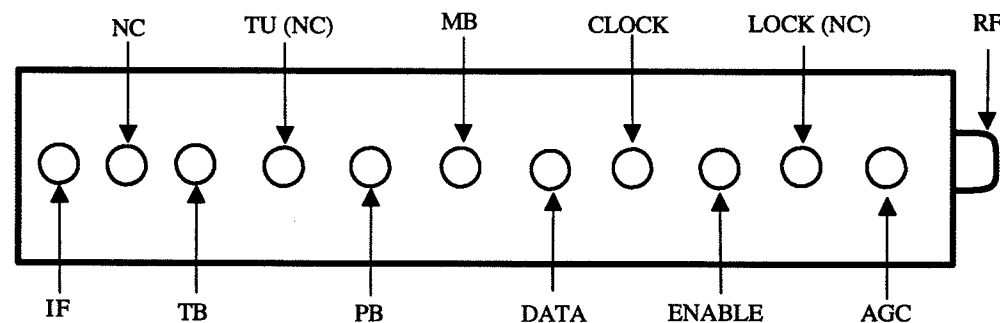 NC TU (NC) MB CLOCK LOCK (NC) RF
IF TB PB DATA ENABLE AGC